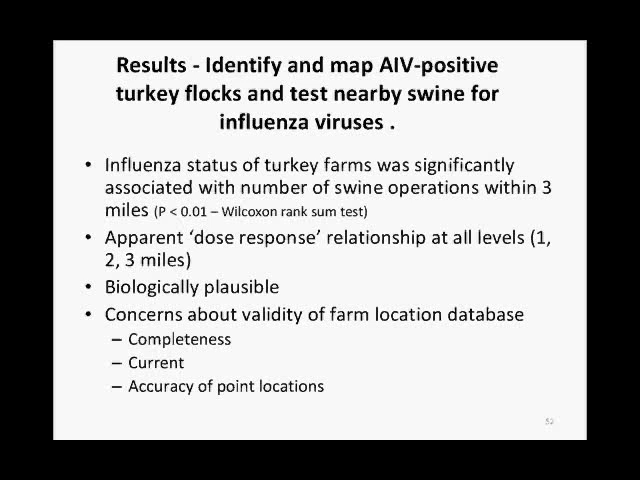 Results - Identify and map AIV-positive
turkey flocks and test nearby swine for
influenza viruses .
• Influenza status of turkey farms was significantly
associated with number of swine operations within 3
miles (P < 0.01 – Wilcoxon rank sum test)
• Apparent ‘dose response’ relationship at all levels (1,
2, 3 miles)
• Biologically plausible
• Concerns about validity of farm location database
– Completeness
– Current
– Accuracy of point locations
52